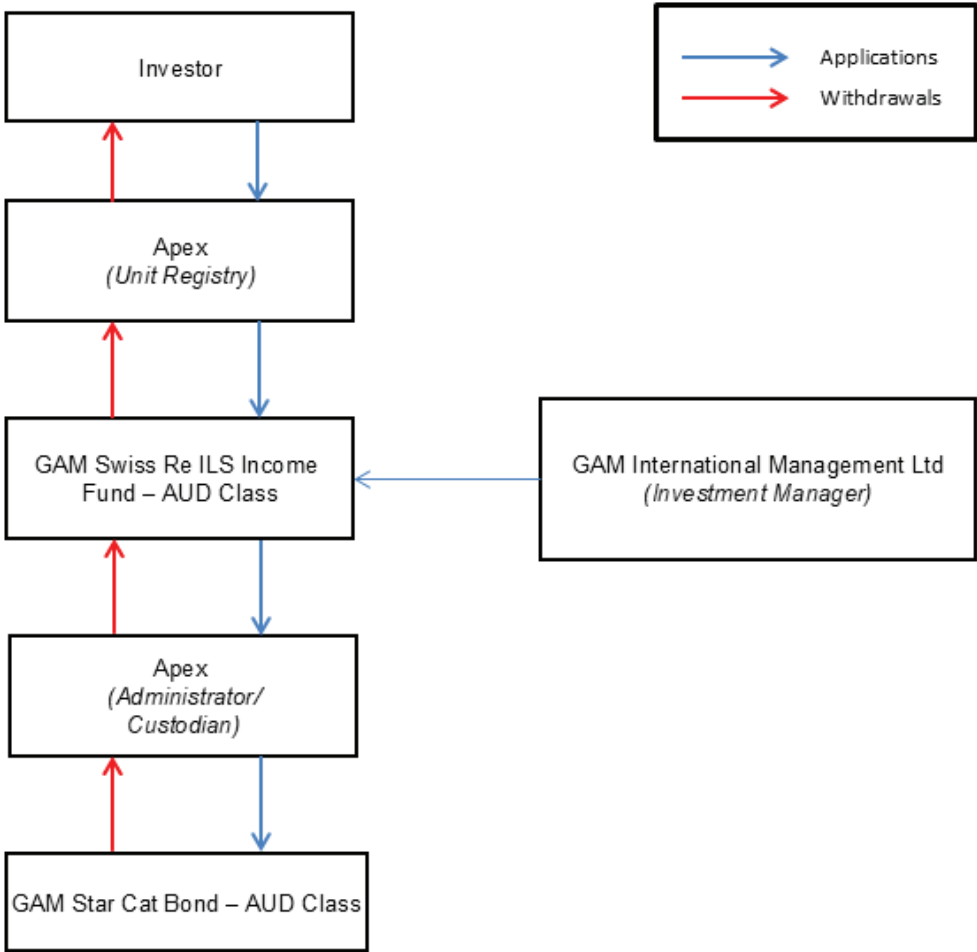 Investor
Applications
Withdrawals
Apex
(Unit Registry)
GAM Swiss Re ILS Income
Fund – AUD Class
GAM International Management Ltd
(Investment Manager)
Apex
(Administrator/
Custodian)
GAM Star Cat Bond – AUD Class